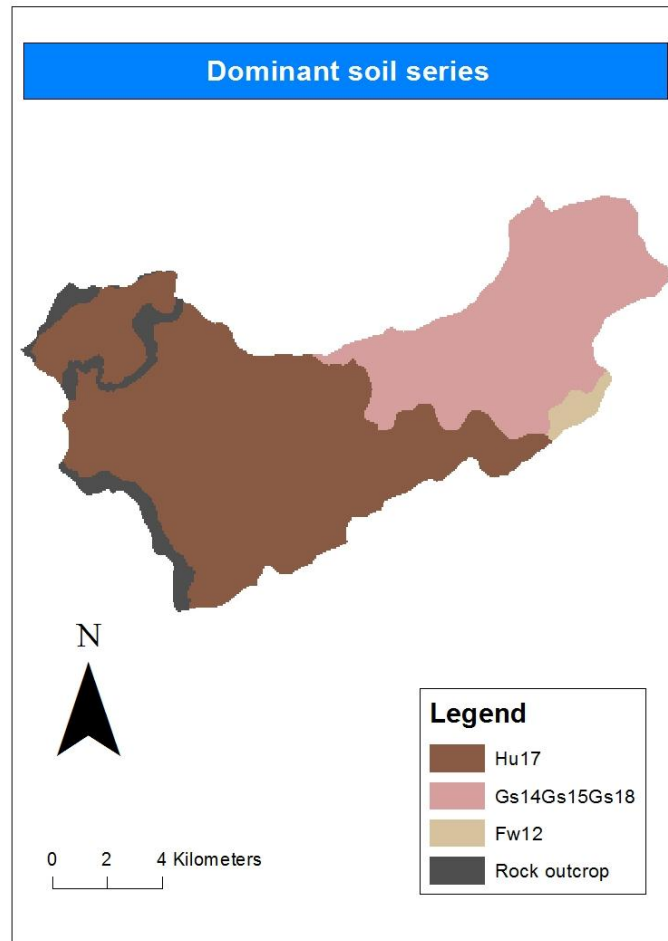 Dominant soil series
N
0 2 4 Kilometers
Legend
Hu17
Gs14Gs15Gs18
Fw12
Rock outcrop